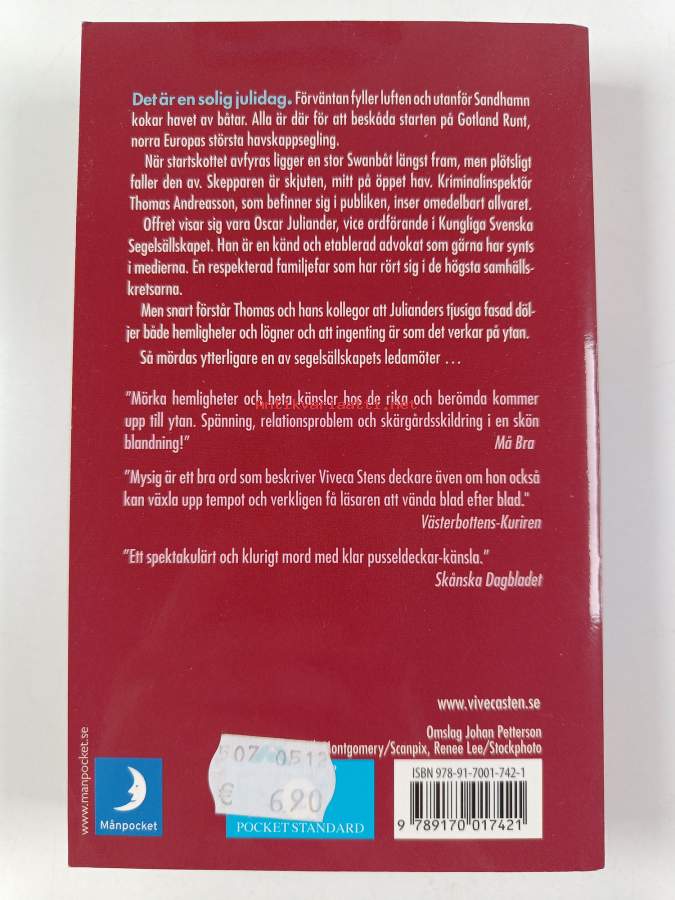 Det är en solig julidag. Förväntan fyller luften och utanför Sandhamn
kokar havet av båtar. Alla är där för att beskåda starten på Gotland Runt,
norra Europas största havskappsegling.
När startskottet avfyras ligger en stor Swanbåt längst fram, men plötsligt
faller den av. Skepparen är skjuten, mitt på öppet hav. Kriminalinspektör
Thomas Andreasson, som befinner sig i publiken, inser omedelbart allvaret.
Offret visar sig vara Oscar Juliander, vice ordförande i Kungliga Svenska
Segelsällskapet. Han är en känd och etablerad advokat som gärna har synts
i medierna. En respekterad familjefar som har rört sig i de högsta samhälls-
kretsarna.
Men snart förstår Thomas och hans kollegor att Julianders tjusiga fasad döl-
jer både hemligheter och lögner och att ingenting är som det verkar på ytan.
Så mördas ytterligare en av segelsällskapets ledamöter ...
"Mörka hemligheter och heta känslor hos de rika och berömda kommer
Antikvariaatti.net
upp till ytan. Spänning, relationsproblem och skärgårdsskildring i en skön
blandning!" Må Bra
"Mysig är ett bra ord som beskriver Viveca Stens deckare även om hon också
kan växla upp tempot och verkligen få läsaren att vända blad efter blad."
Västerbottens-Kuriren
"Ett spektakulärt och klurigt mord med klar pusseldeckar-känsla."
Skånska Dagbladet
www.vivecasten.se
Omslag Johan Petterson
Montgomery/Scanpix, Renee Lee/Stockphoto
www.manpocket.se
Månpocket
507 0512
€ 6.90
POCKET STANDARD
ISBN 978-91-7001-742-1
9 789170 017421